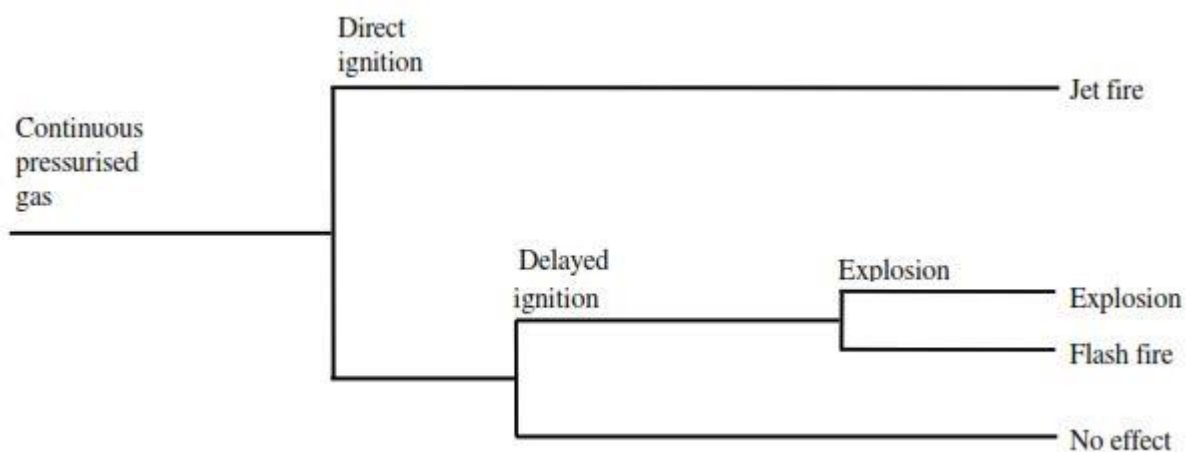 Direct
ignition
Jet fire
Continuous
pressurised
gas
Delayed
ignition
Explosion
Explosion
Flash fire
No effect